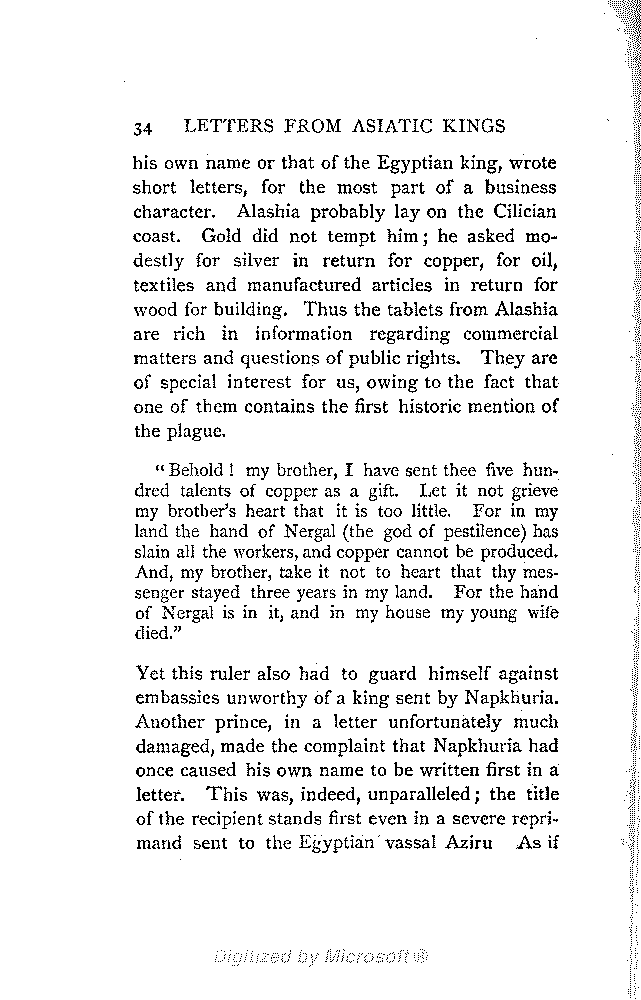 34 LETTERS FROM ASIATIC KINGS
his own name or that of the Egyptian king, wrote
short letters, for the most part of a business
character. Alashia probably lay on the Cilician
coast. Gold did not tempt him; he asked mo-
destly for silver in return for copper, for oil,
textiles and manufactured articles in return for
wood for building. Thus the tablets from Alashia
are rich in information regarding commercial
matters and questions of public rights. They are
of special interest for us, owing to the fact that
one of them contains the first historic mention of
the plague.
"Behold! my brother, I have sent thee five hun-
dred talents of copper as a gift. Let it not grieve
my brother's heart that it is too little. For in my
land the hand of Nergal (the god of pestilence) has
slain all the workers, and copper cannot be produced.
And, my brother, take it not to heart that thy mes-
senger stayed three years in my land. For the hand
of Nergal is in it, and in my house my young wife
died."
Yet this ruler also had to guard himself against
embassies unworthy of a king sent by Napkhuria.
Another prince, in a letter unfortunately much
damaged, made the complaint that Napkhuria had
once caused his own name to be written first in a
letter. This was, indeed, unparalleled; the title
of the recipient stands first even in a severe repri-
mand sent to the Egyptian vassal Aziru As if
Digitized by Microsoft ®